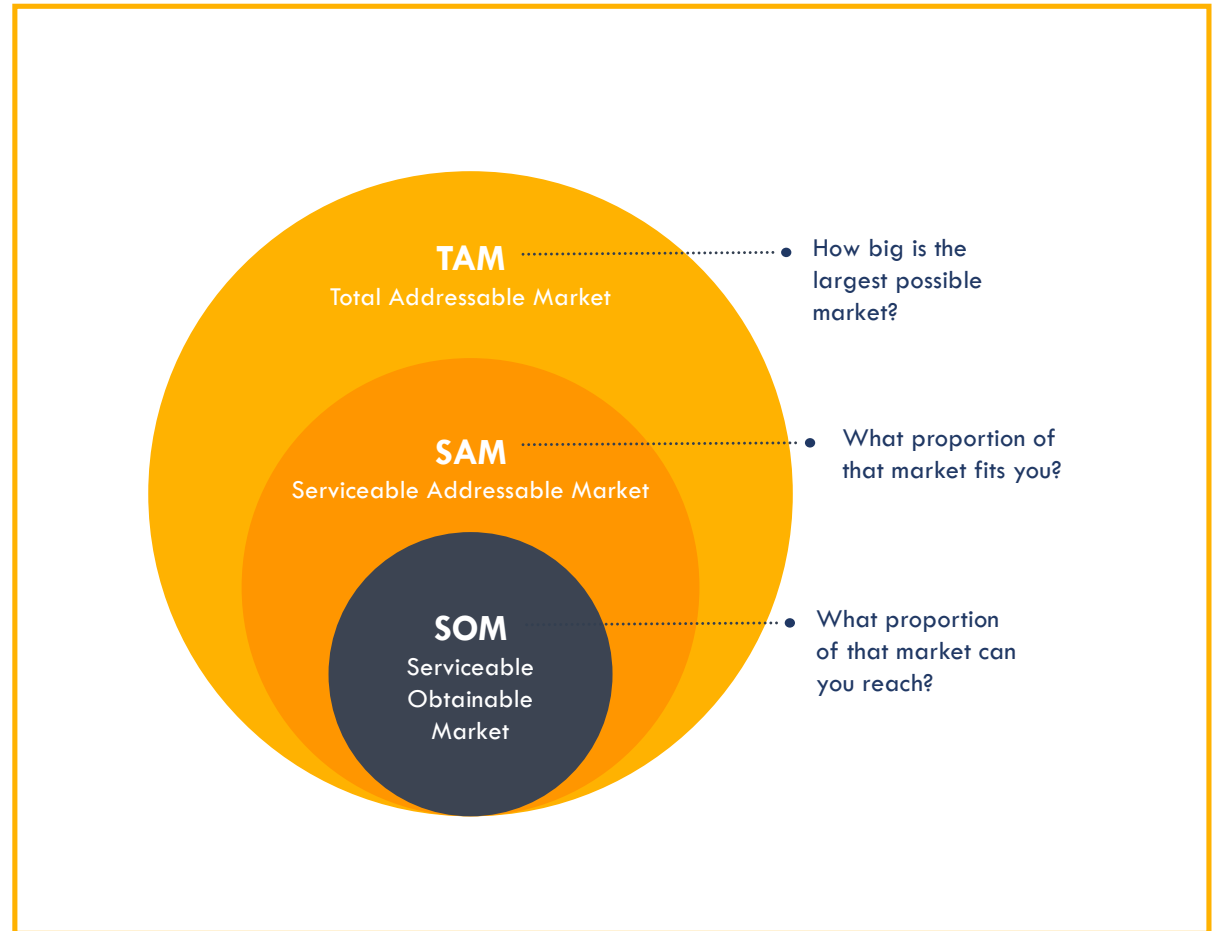 TAM
Total Addressable Market
How big is the
largest possible
market?
SAM
Serviceable Addressable Market
What proportion of
that market fits you?
SOM
Serviceable
Obtainable
Market
What proportion
of that market can
you reach?